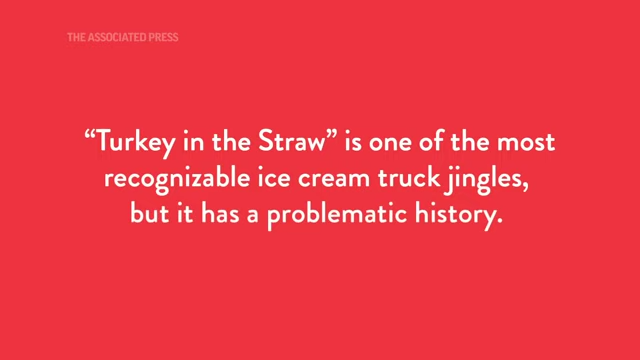 THE ASSOCIATED PRESS
“Turkey in the Straw” is one of the most
recognizable ice cream truck jingles,
but it has a problematic history.